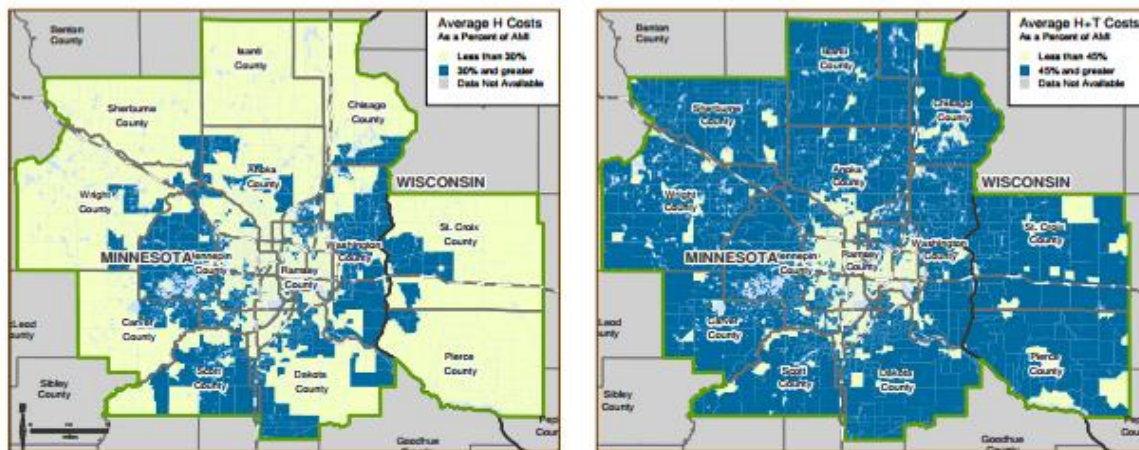 Average H Costs
As a Percent of AMI
Less than 30%
30% and greater
Data Not Available
Benton
County
Isanti
County
Sherburne
County
Chisago
County
Anoka
County
WISCONSIN
Wright
County
St. Croix
County
Washington
County
MINNESOTA
Hennepin
County
Ramsey
County
Carver
County
Scott
County
Dakota
County
Pierce
County
Sibley
County
Goodhue
County
Average H+T Costs
As a Percent of AMI
Less than 45%
45% and greater
Data Not Available
Benton
County
Isanti
County
Sherburne
County
Chisago
County
Anoka
County
WISCONSIN
Wright
County
St. Croix
County
Washington
County
MINNESOTA
Hennepin
County
Ramsey
County
Lead
County
Carver
County
Scott
County
Dakota
County
Pierce
County
Sibley
County
Goodhue
County